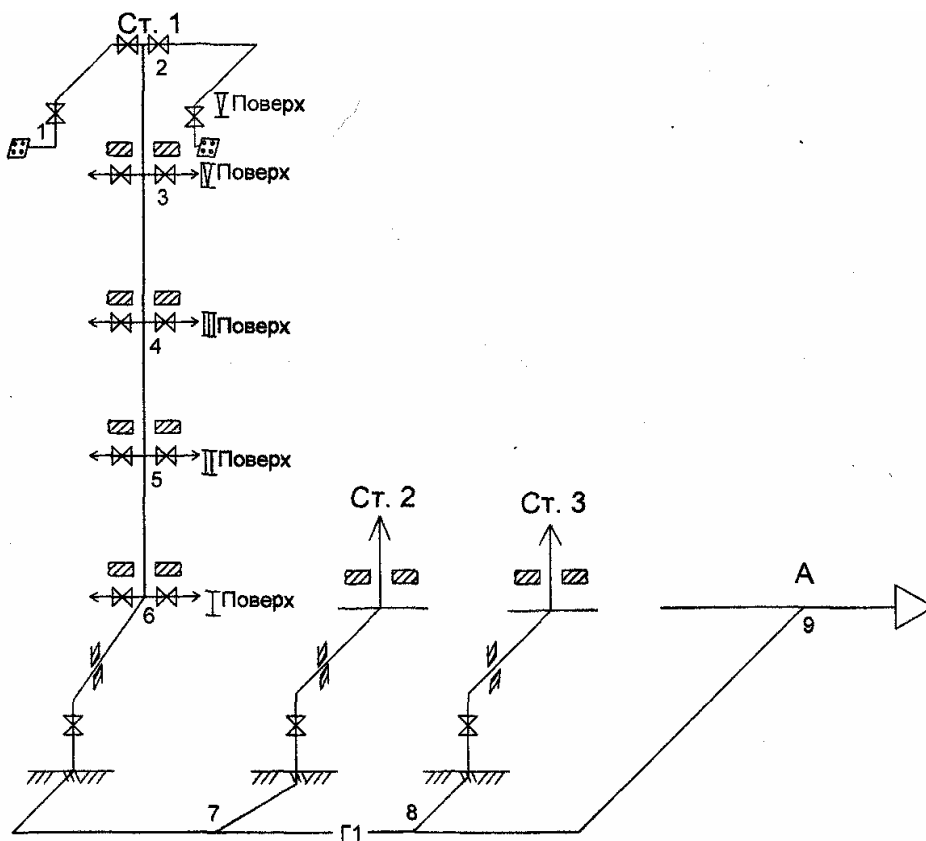 Ст. 1
2
V Поверх
1
IV Поверх
3
III Поверх
4
II Поверх
5
Ст. 2
Ст. 3
I Поверх
6
А
9
7
8
Г1